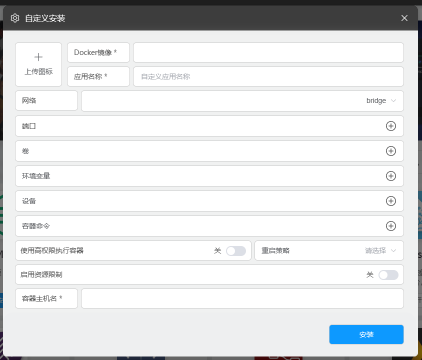 自定义安装
上传图标
Docker镜像 *
应用名称 *
自定义应用名称
网络
bridge
端口
卷
环境变量
设备
容器命令
使用高权限执行容器
关
重启策略
请选择
启用资源限制
关
容器主机名 *
安装